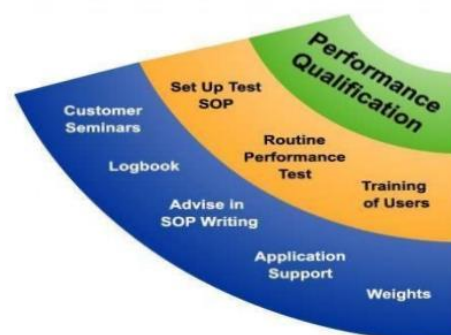 Performance
Qualification
Set Up Test
SOP
Routine
Performance
Test
Training
of Users
Customer
Seminars
Logbook
Advise in
SOP Writing
Application
Support
Weights